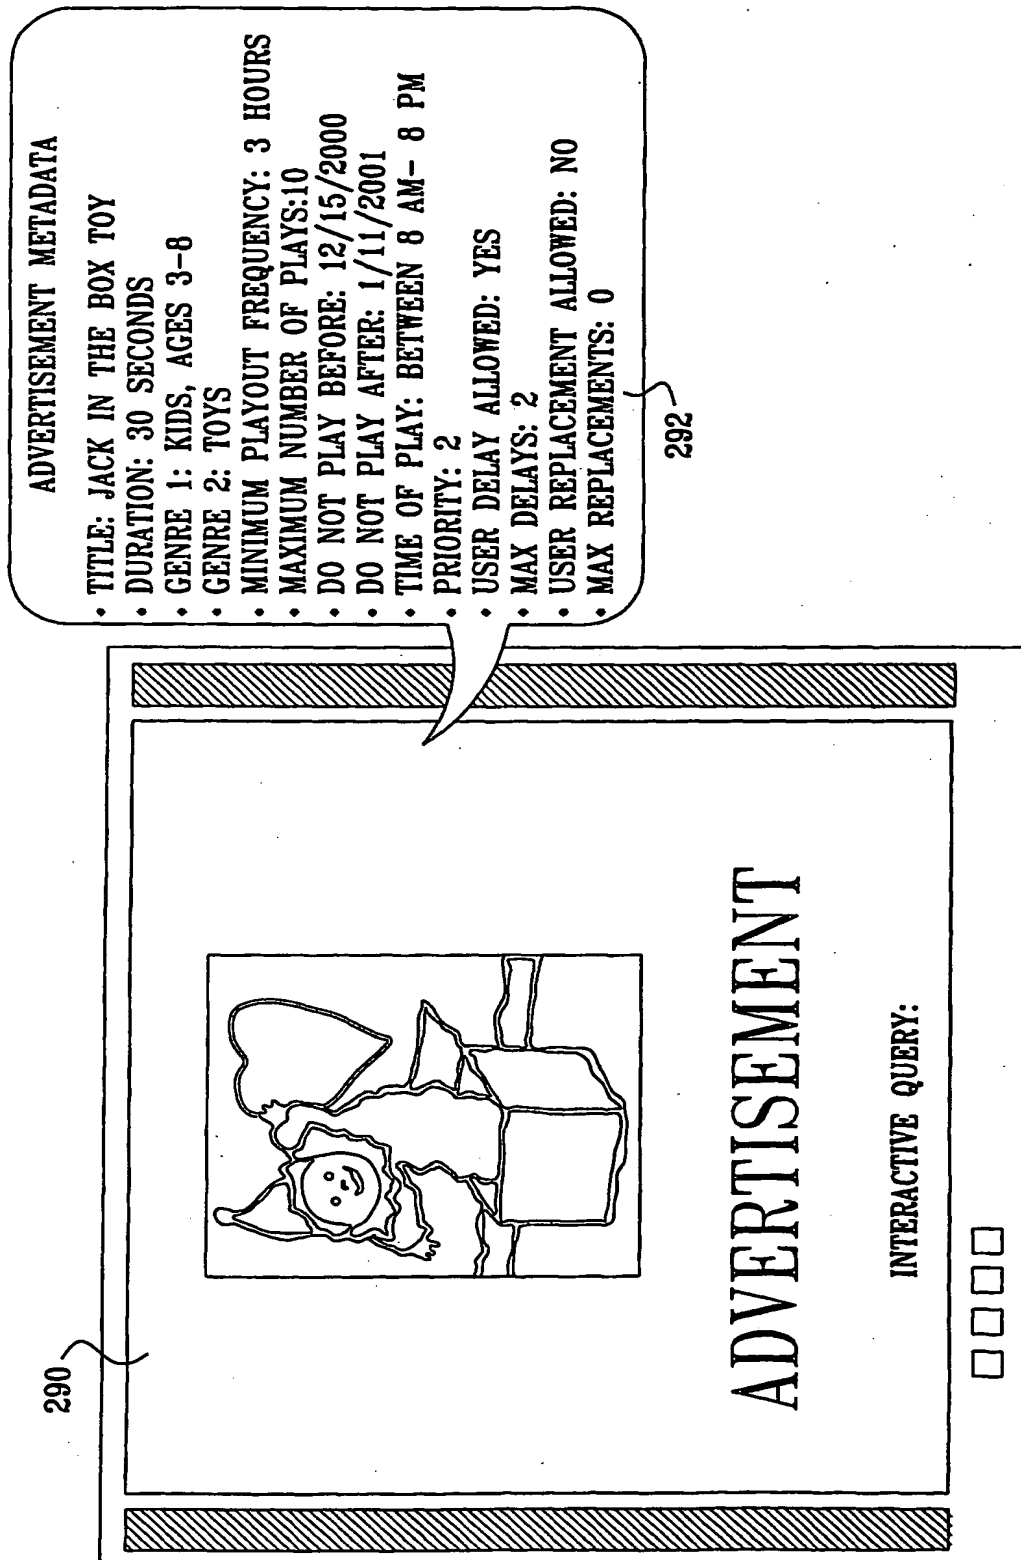 ADVERTISEMENT METADATA
• TITLE: JACK IN THE BOX TOY
• DURATION: 30 SECONDS
• GENRE 1: KIDS, AGES 3-8
• GENRE 2: TOYS
• MINIMUM PLAYOUT FREQUENCY: 3 HOURS
• MAXIMUM NUMBER OF PLAYS:10
• DO NOT PLAY BEFORE: 12/15/2000
• DO NOT PLAY AFTER: 1/11/2001
• TIME OF PLAY: BETWEEN 8 AM- 8 PM
• PRIORITY: 2
• USER DELAY ALLOWED: YES
• MAX DELAYS: 2
• USER REPLACEMENT ALLOWED: NO
• MAX REPLACEMENTS: 0
292
290
ADVERTISEMENT
INTERACTIVE QUERY: